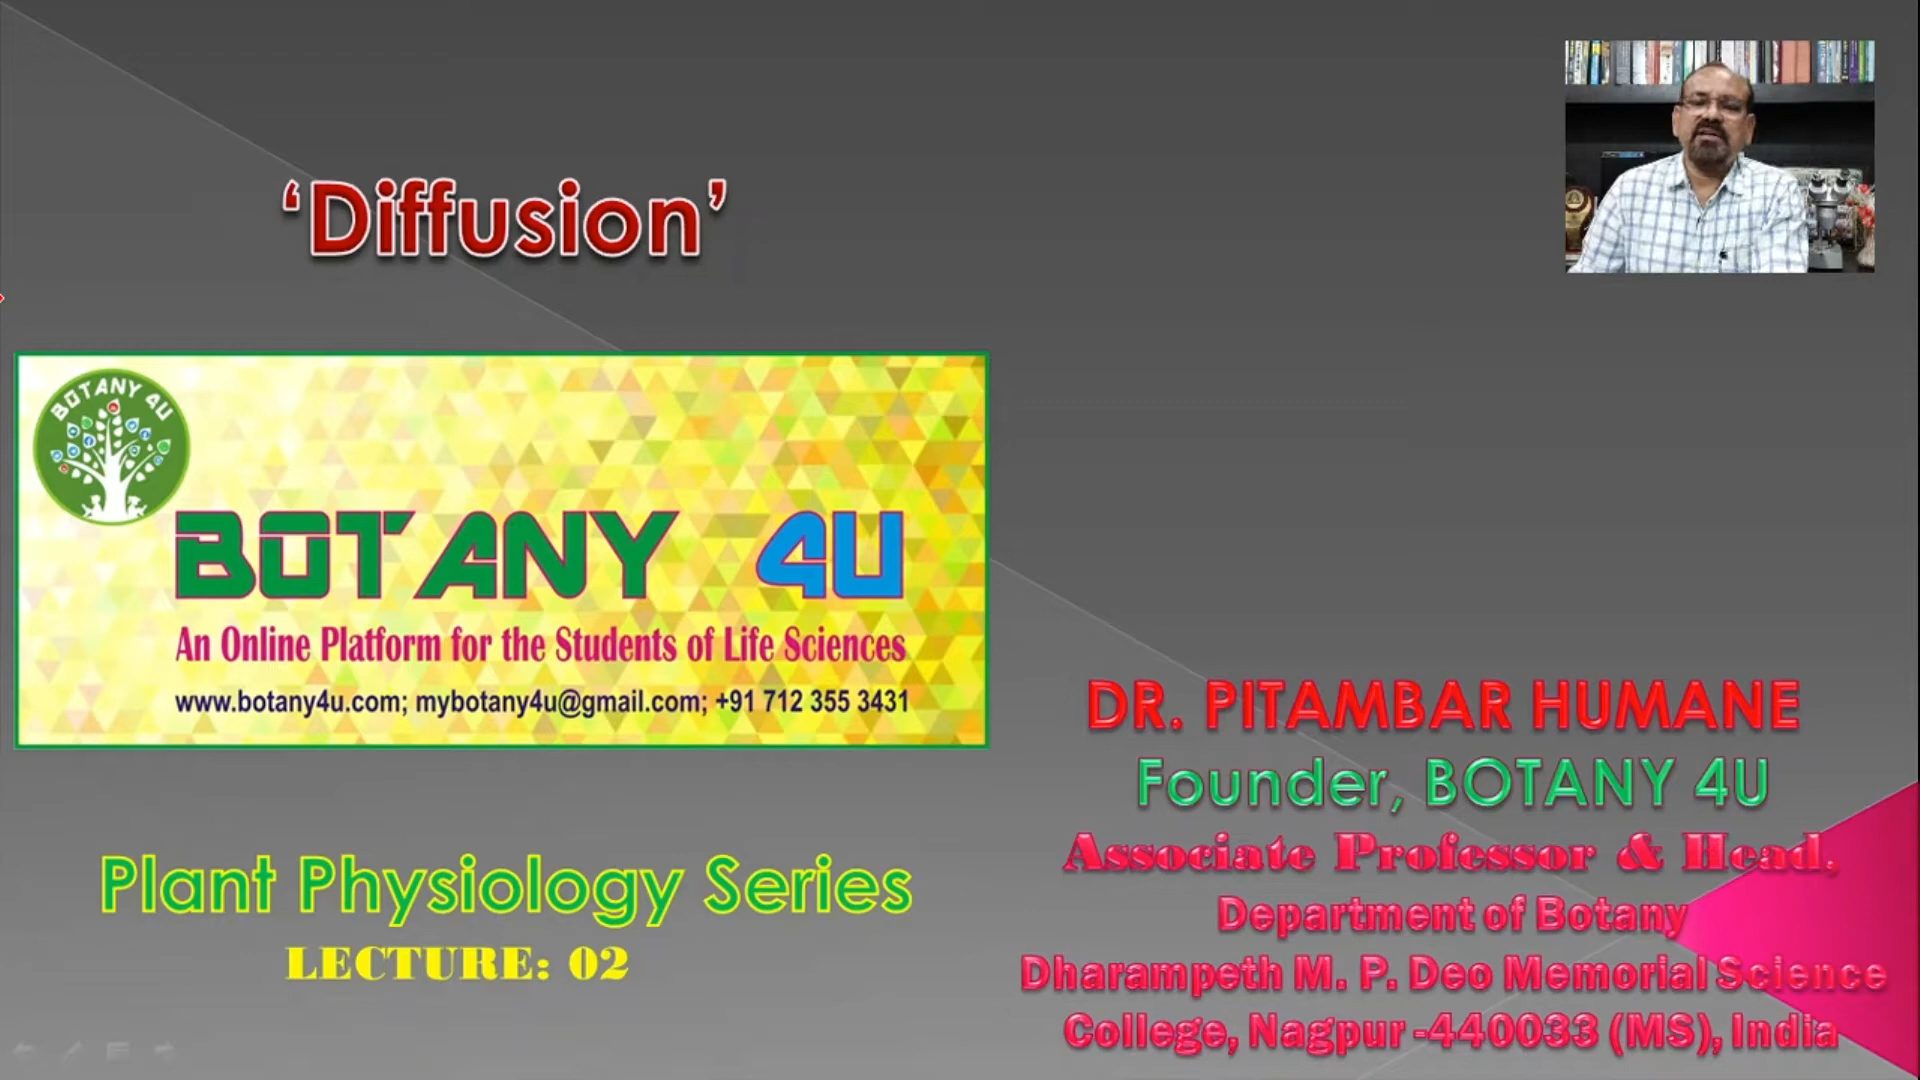 ‘Diffusion’
BOTANY 4U
BOTANY 4U
An Online Platform for the Students of Life Sciences
www.botany4u.com; mybotany4u@gmail.com; +91 712 355 3431
Plant Physiology Series
LECTURE: 02
DR. PITAMBAR HUMANE
Founder, BOTANY 4U
Associate Professor & Head,
Department of Botany
Dharampeth M. P. Deo Memorial Science
College, Nagpur -440033 (MS), India